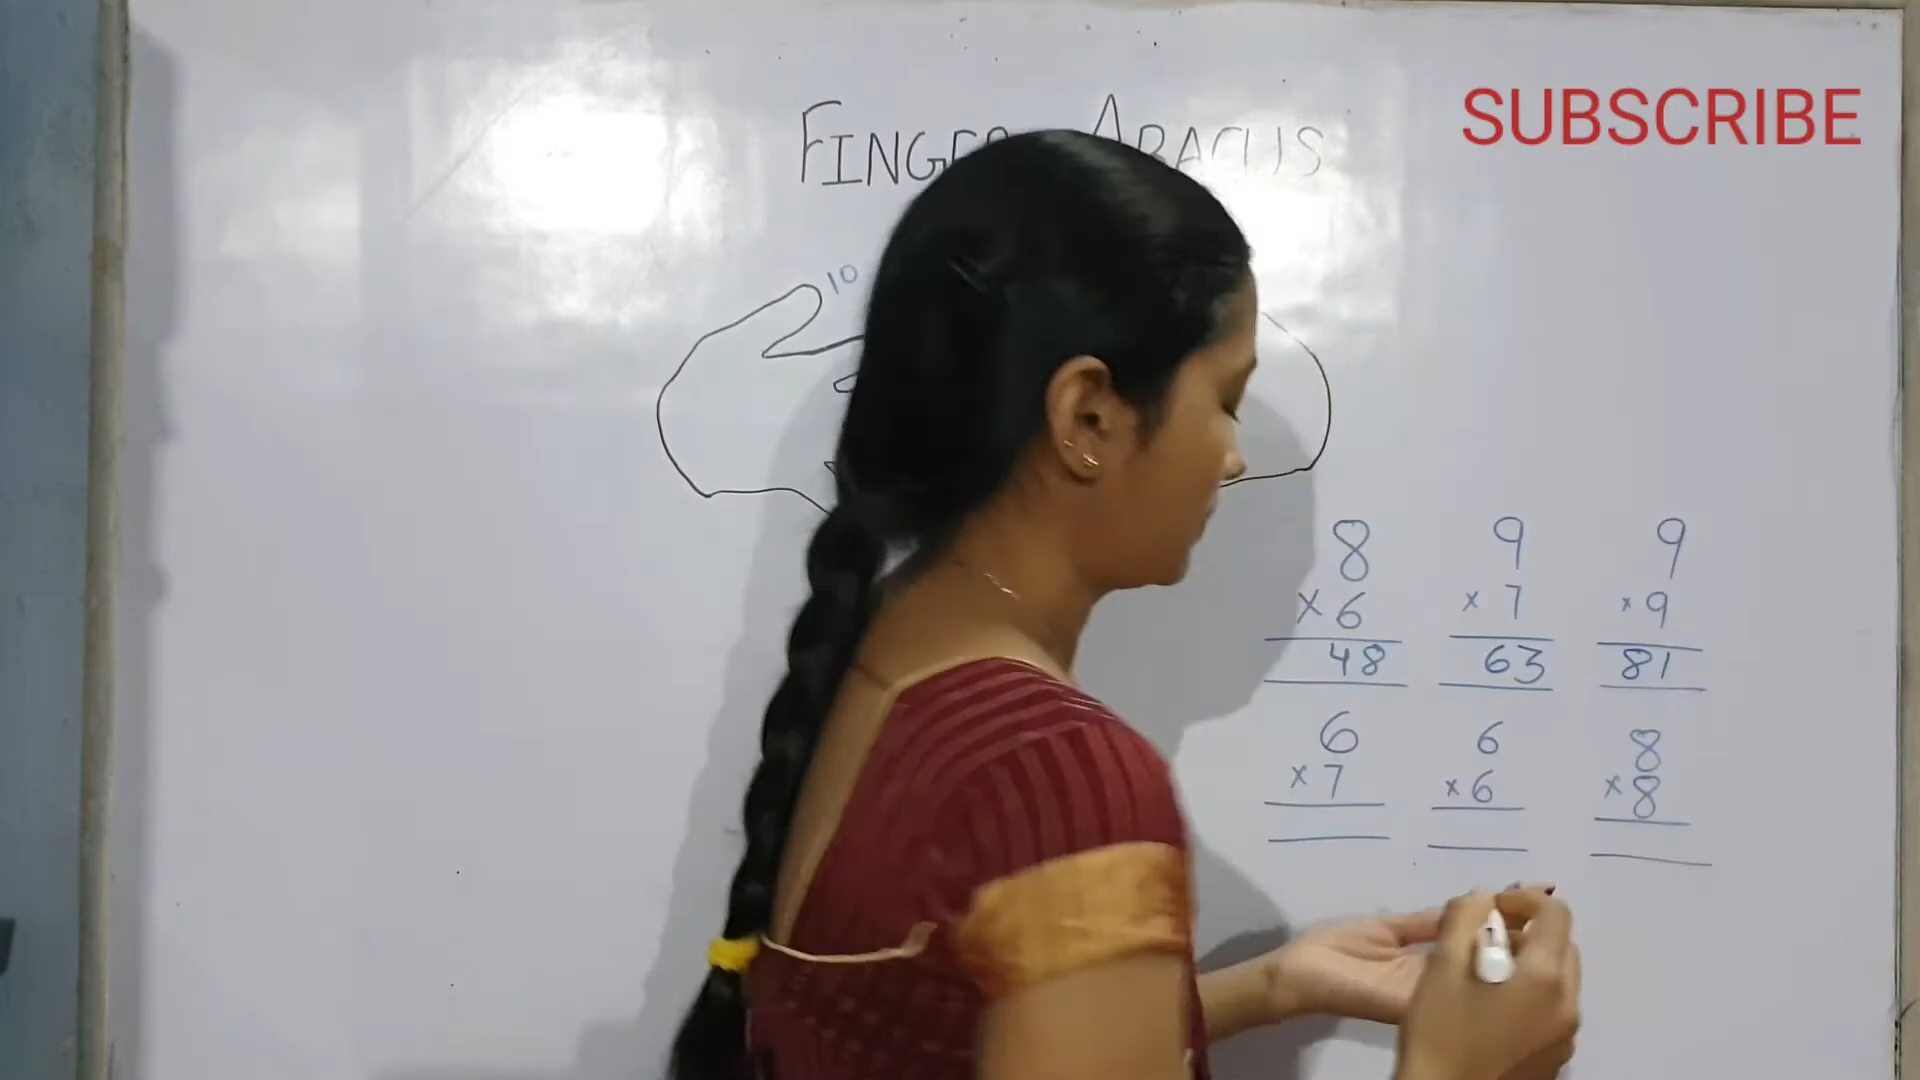 SUBSCRIBE
10
8 9 9
× 6 × 7 × 9
48 63 81
6 6 8
× 7 × 6 × 8